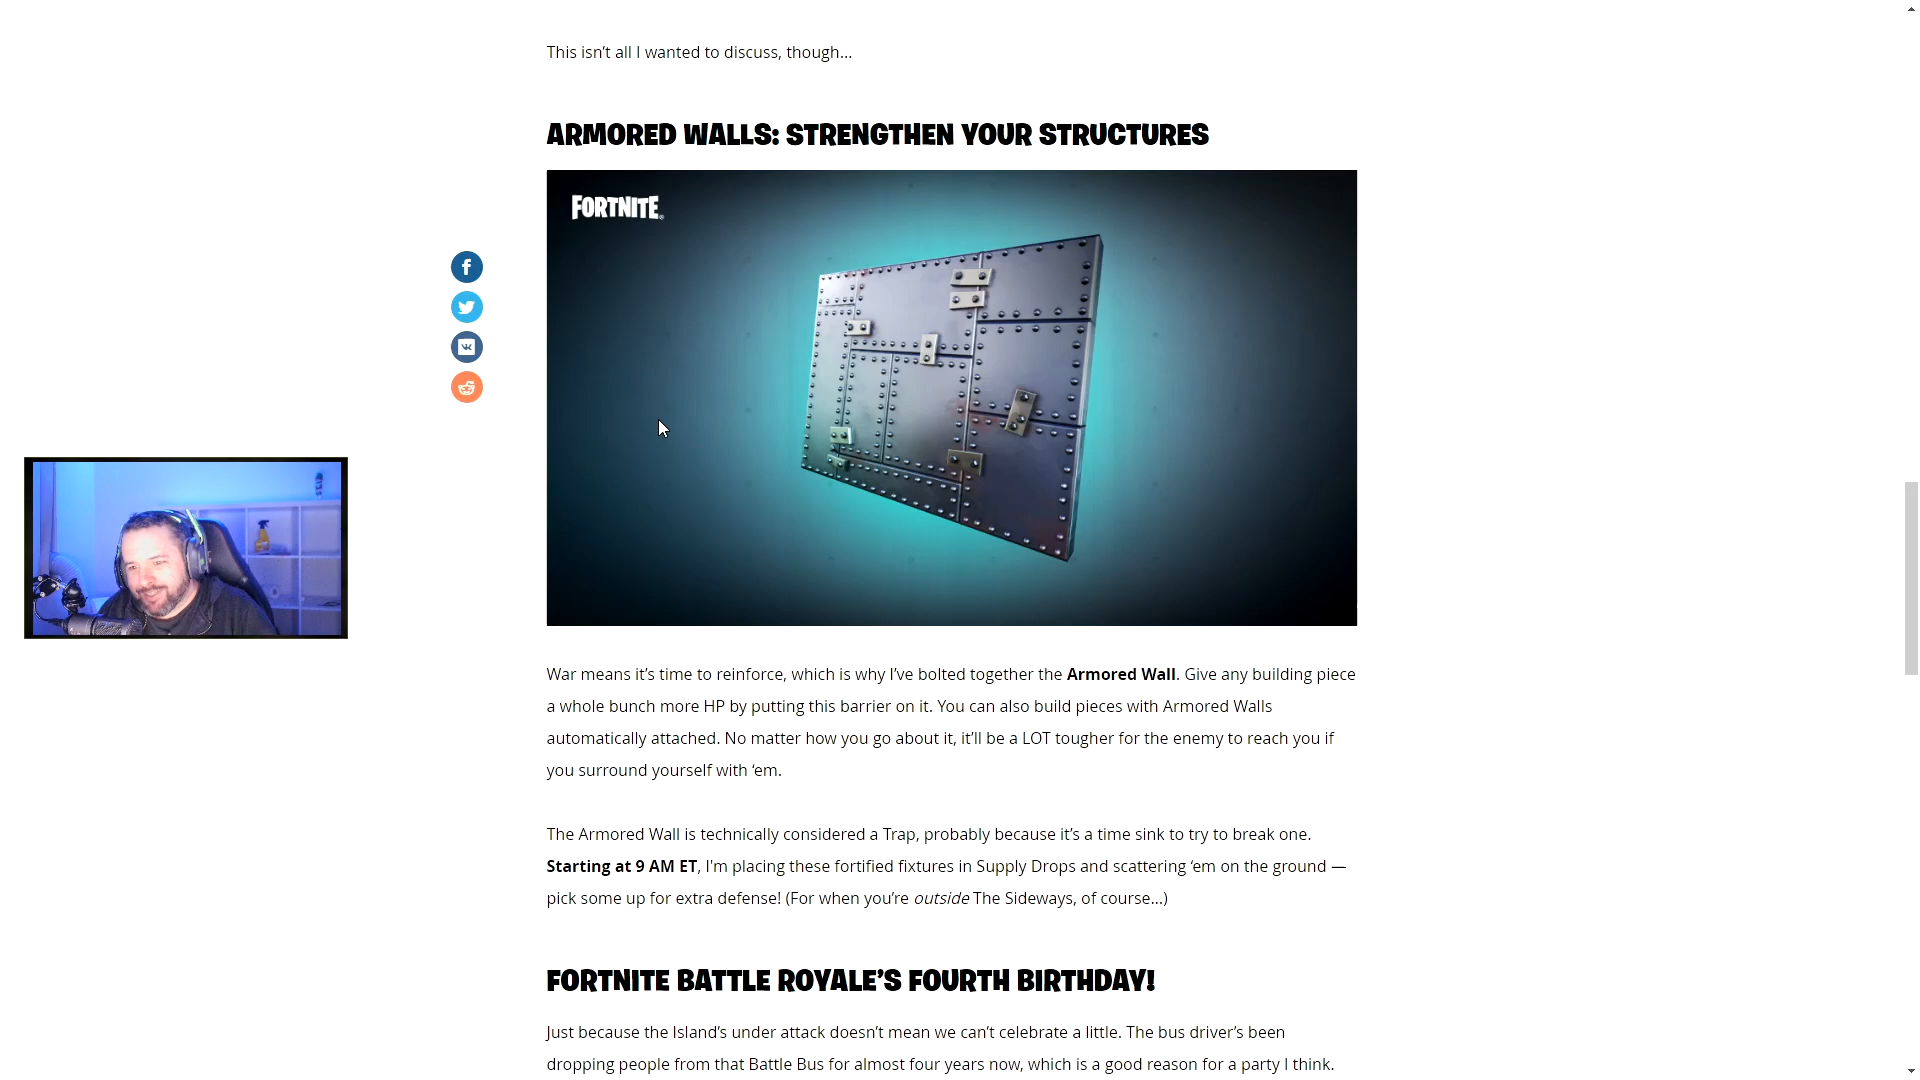 This isn’t all I wanted to discuss, though...
ARMORED WALLS: STRENGTHEN YOUR STRUCTURES
FORTNITE
War means it’s time to reinforce, which is why I’ve bolted together the Armored Wall. Give any building piece
a whole bunch more HP by putting this barrier on it. You can also build pieces with Armored Walls
automatically attached. No matter how you go about it, it’ll be a LOT tougher for the enemy to reach you if
you surround yourself with ‘em.
The Armored Wall is technically considered a Trap, probably because it’s a time sink to try to break one.
Starting at 9 AM ET, I'm placing these fortified fixtures in Supply Drops and scattering ‘em on the ground —
pick some up for extra defense! (For when you’re outside The Sideways, of course...)
FORTNITE BATTLE ROYALE’S FOURTH BIRTHDAY!
Just because the Island’s under attack doesn’t mean we can’t celebrate a little. The bus driver’s been
dropping people from that Battle Bus for almost four years now, which is a good reason for a party I think.